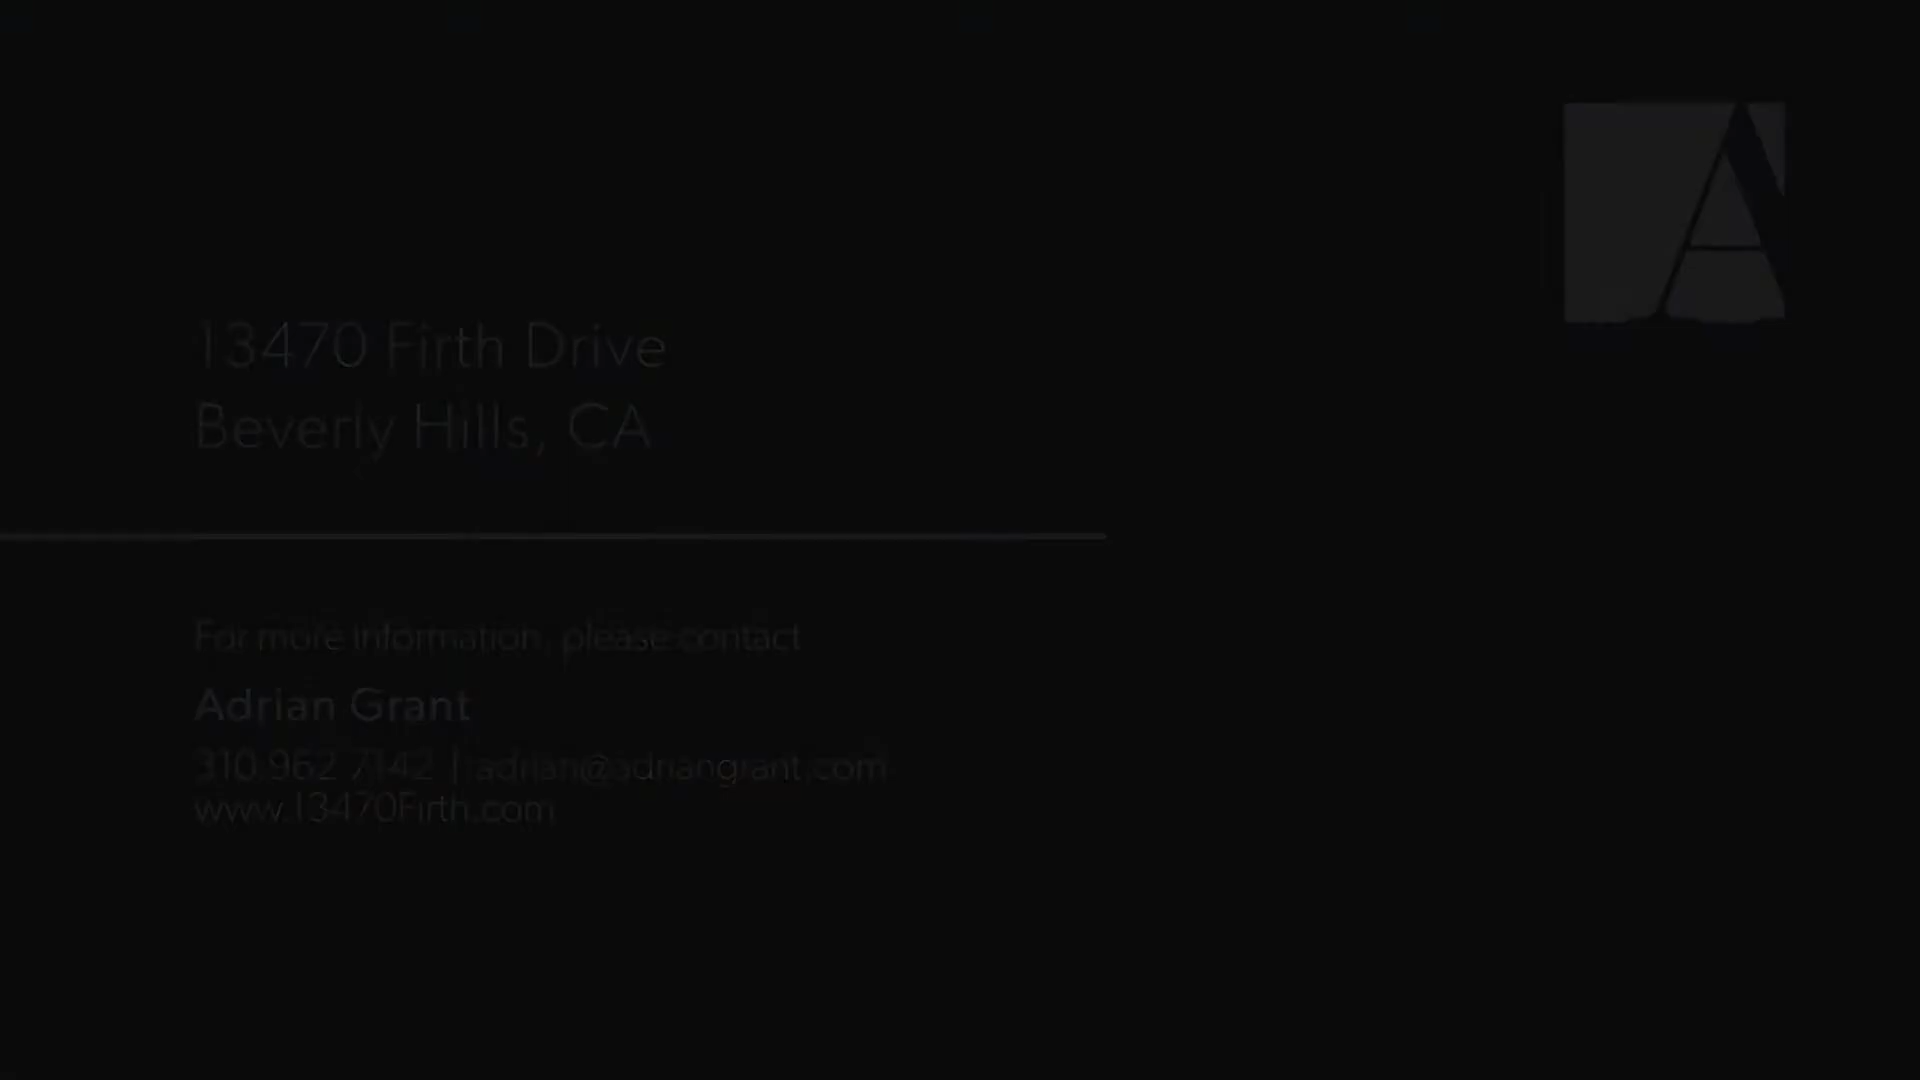 A
13470 Firth Drive
Beverly Hills, CA
For more information, please contact
Adrian Grant
310.962.7142 | adrian@adriangrant.com
www.13470Firth.com